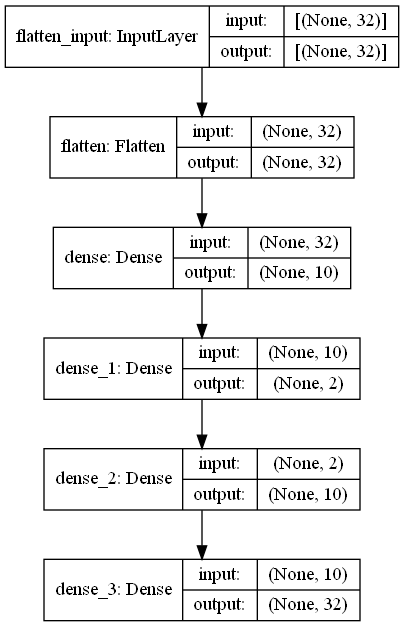 flatten_input: InputLayer
input: [(None, 32)]
output: [(None, 32)]
flatten: Flatten
input: (None, 32)
output: (None, 32)
dense: Dense
input: (None, 32)
output: (None, 10)
dense_1: Dense
input: (None, 10)
output: (None, 2)
dense_2: Dense
input: (None, 2)
output: (None, 10)
dense_3: Dense
input: (None, 10)
output: (None, 32)